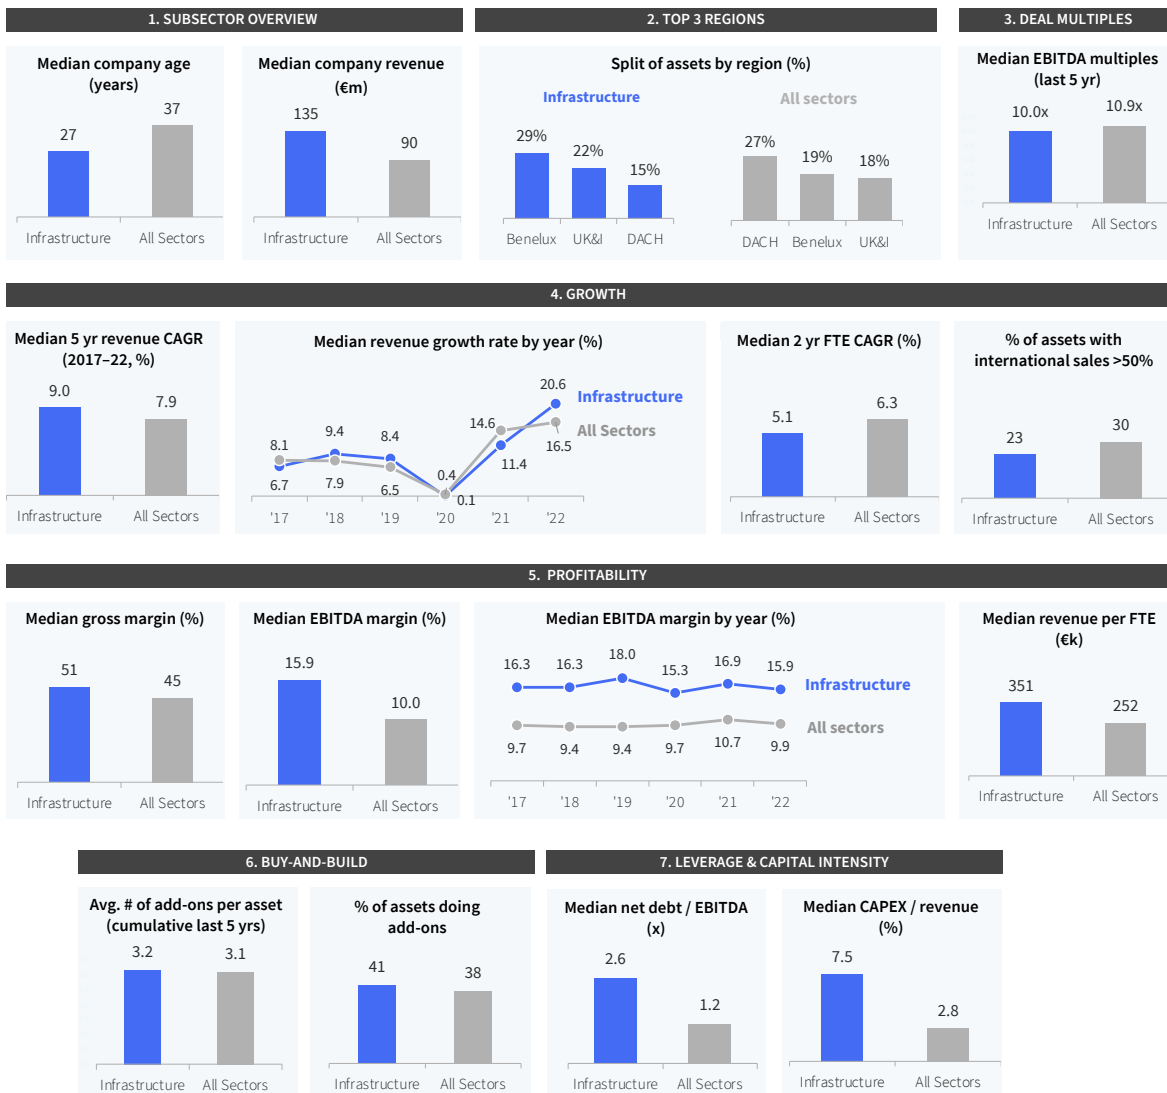 1. SUBSECTOR OVERVIEW
Median company age
(years)
27
37
Infrastructure
All Sectors
Median company revenue
(€m)
135
90
Infrastructure
All Sectors
2. TOP 3 REGIONS
Split of assets by region (%)
Infrastructure
29%
22%
15%
Benelux
UK&I
DACH
All sectors
27%
19%
18%
DACH
Benelux
UK&I
3. DEAL MULTIPLES
Median EBITDA multiples
(last 5 yr)
10.0x
10.9x
Infrastructure
All Sectors
4. GROWTH
Median 5 yr revenue CAGR
(2017–22, %)
9.0
7.9
Infrastructure
All Sectors
Median revenue growth rate by year (%)
20.6
Infrastructure
14.6
All Sectors
16.5
8.1
9.4
8.4
11.4
6.7
7.9
6.5
0.4
0.1
'17
'18
'19
'20
'21
'22
Median 2 yr FTE CAGR (%)
5.1
6.3
Infrastructure
All Sectors
% of assets with
international sales >50%
23
30
Infrastructure
All Sectors
5. PROFITABILITY
Median gross margin (%)
51
45
Infrastructure
All Sectors
Median EBITDA margin (%)
15.9
10.0
Infrastructure
All Sectors
Median EBITDA margin by year (%)
16.3
16.3
18.0
15.3
16.9
15.9
Infrastructure
All sectors
9.7
9.4
9.4
9.7
10.7
9.9
'17
'18
'19
'20
'21
'22
Median revenue per FTE
(€k)
351
252
Infrastructure
All Sectors
6. BUY-AND-BUILD
Avg. # of add-ons per asset
(cumulative last 5 yrs)
3.2
3.1
Infrastructure
All Sectors
% of assets doing
add-ons
41
38
Infrastructure
All Sectors
7. LEVERAGE & CAPITAL INTENSITY
Median net debt / EBITDA
(x)
2.6
1.2
Infrastructure
All Sectors
Median CAPEX / revenue
(%)
7.5
2.8
Infrastructure
All Sectors